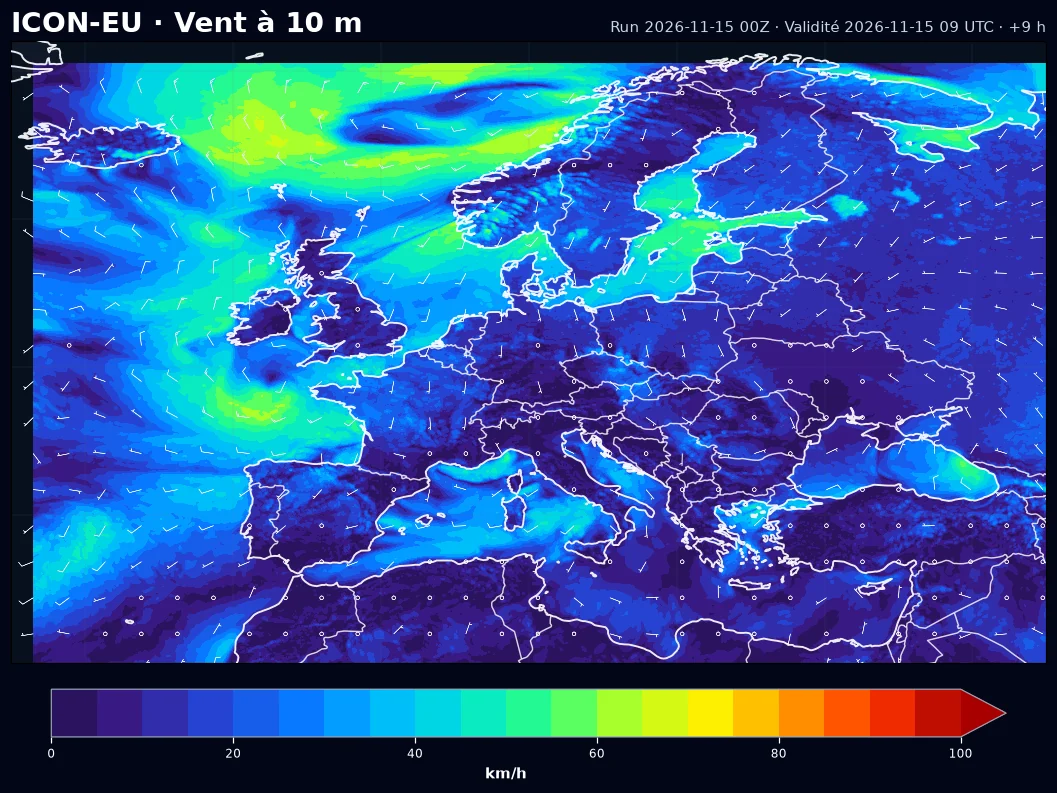 ICON-EU · Vent à 10 m
Run 2026-11-15 00Z · Validité 2026-11-15 09 UTC · +9 h
0 20 40 60 80 100
km/h